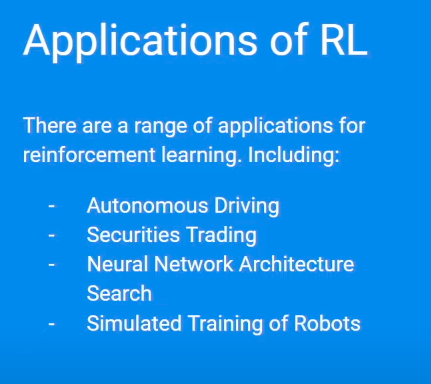 Applications of RL
There are a range of applications for
reinforcement learning. Including:
- Autonomous Driving
- Securities Trading
- Neural Network Architecture
Search
- Simulated Training of Robots